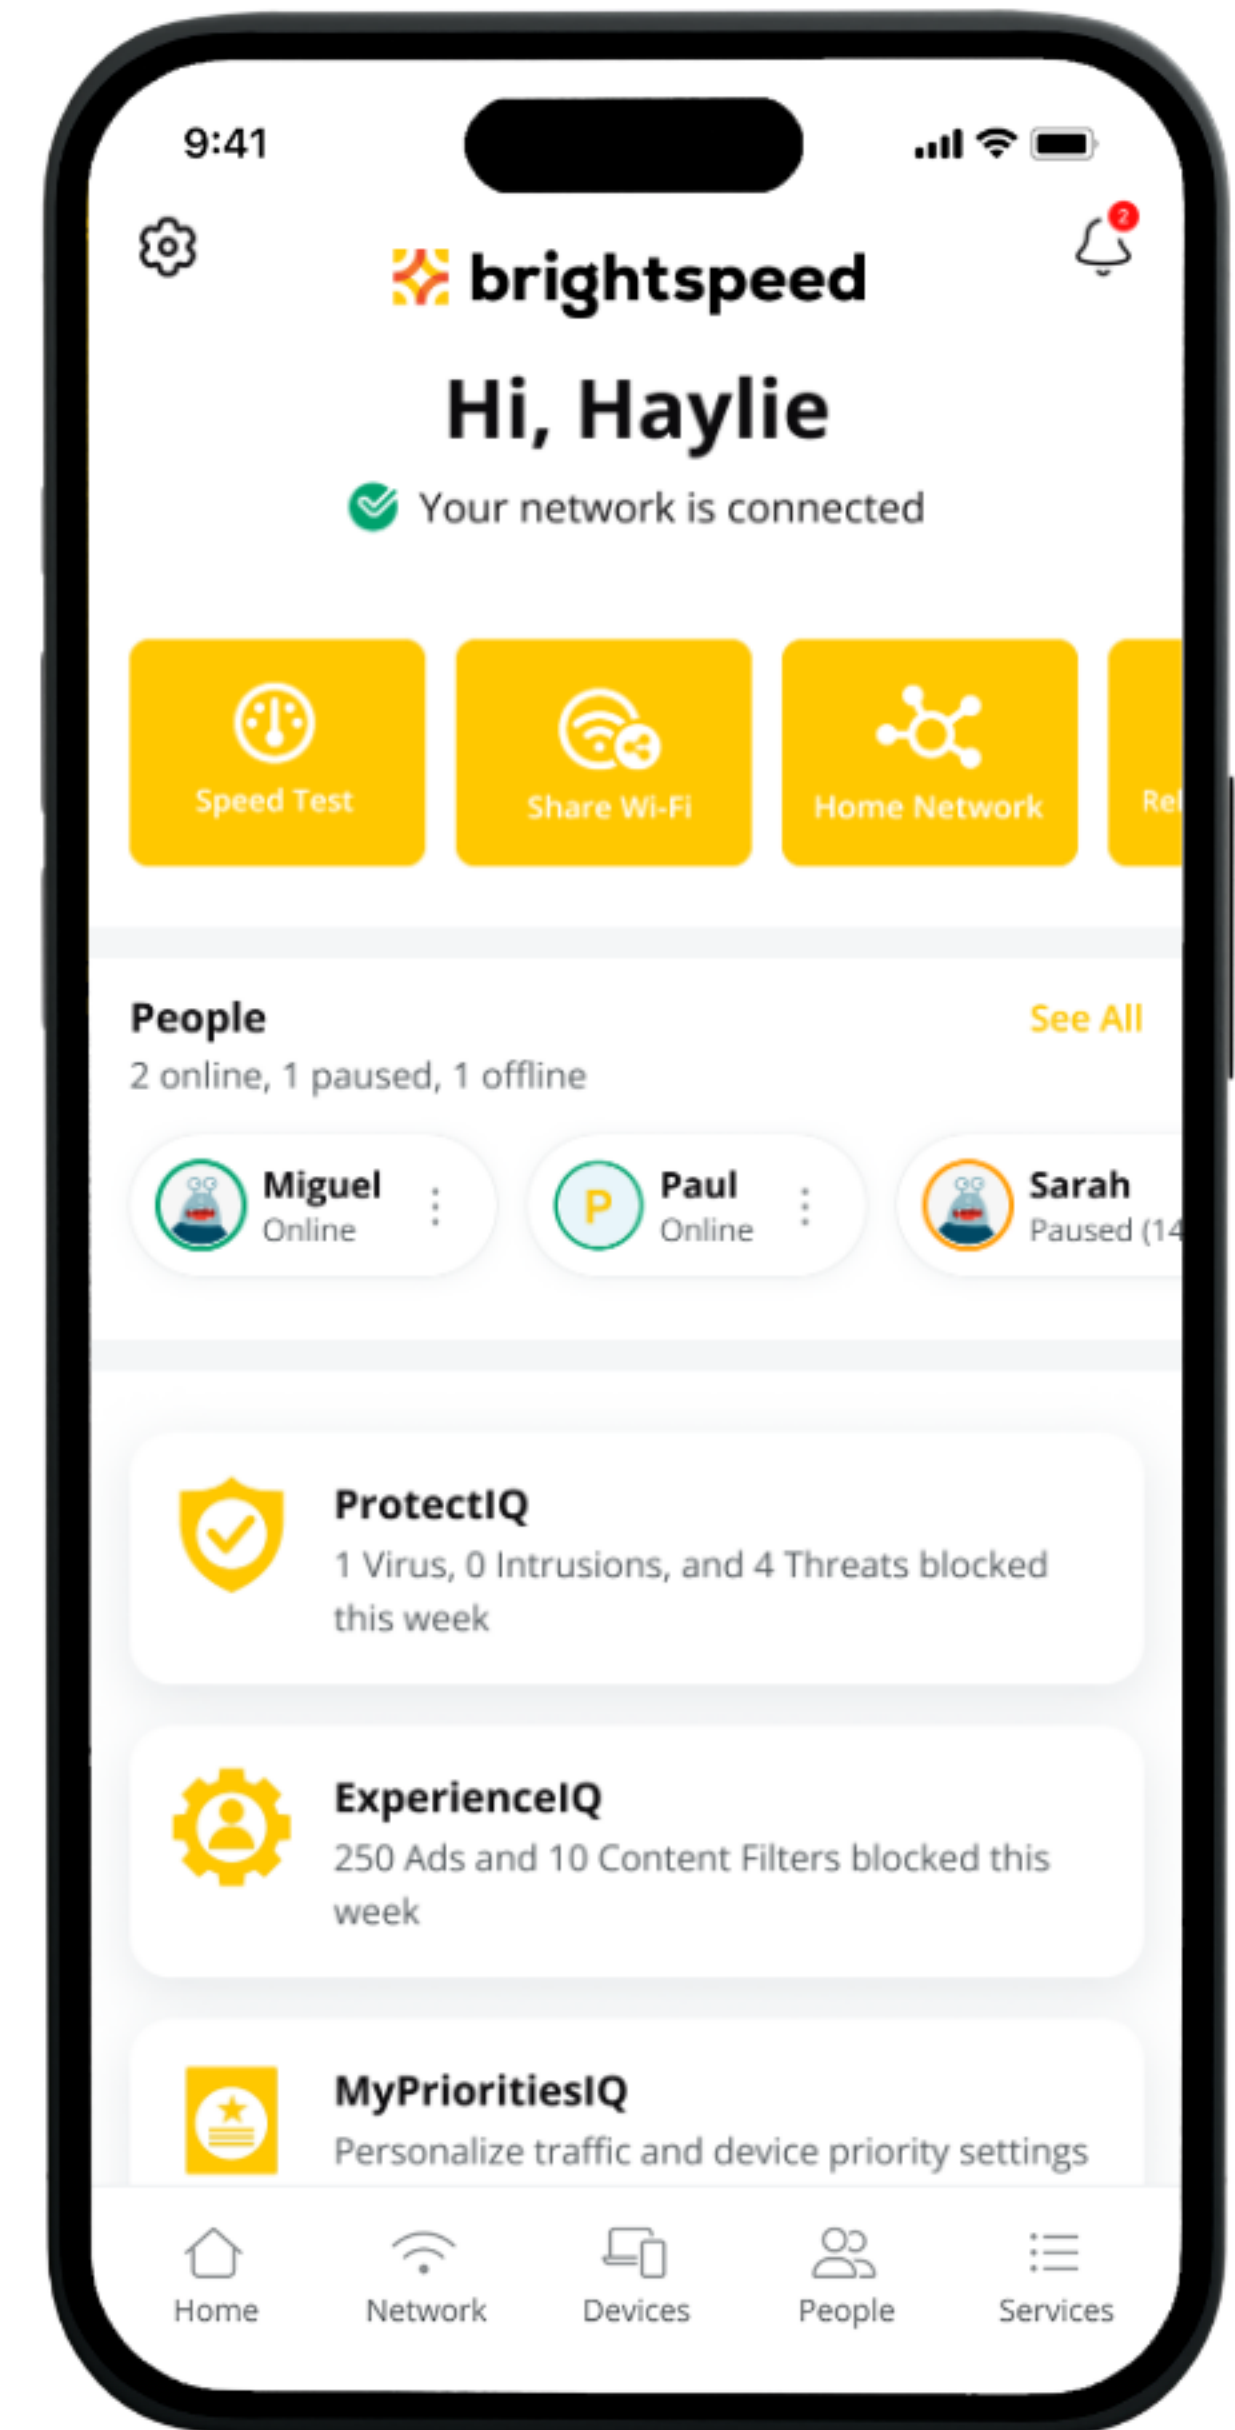 9:41
2
brightspeed
Hi, Haylie
Your network is connected
Speed Test
Share Wi-Fi
Home Network
People
See All
2 online, 1 paused, 1 offline
Miguel
Online
P
Paul
Online
Sarah
Paused (14
ProtectIQ
1 Virus, 0 Intrusions, and 4 Threats blocked
this week
ExperienceIQ
250 Ads and 10 Content Filters blocked this
week
MyPrioritiesIQ
Personalize traffic and device priority settings
Home
Network
Devices
People
Services